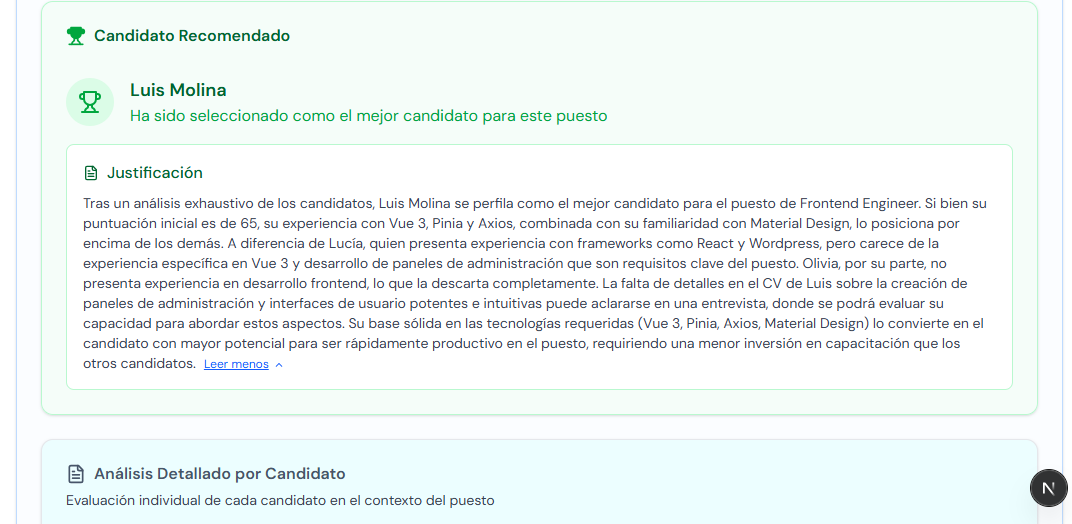 Candidato Recomendado
Luis Molina
Ha sido seleccionado como el mejor candidato para este puesto
Justificación
Tras un análisis exhaustivo de los candidatos, Luis Molina se perfila como el mejor candidato para el puesto de Frontend Engineer. Si bien su
puntuación inicial es de 65, su experiencia con Vue 3, Pinia y Axios, combinada con su familiaridad con Material Design, lo posiciona por
encima de los demás. A diferencia de Lucía, quien presenta experiencia con frameworks como React y Wordpress, pero carece de la
experiencia específica en Vue 3 y desarrollo de paneles de administración que son requisitos clave del puesto. Olivia, por su parte, no
presenta experiencia en desarrollo frontend, lo que la descarta completamente. La falta de detalles en el CV de Luis sobre la creación de
paneles de administración y interfaces de usuario potentes e intuitivas puede aclararse en una entrevista, donde se podrá evaluar su
capacidad para abordar estos aspectos. Su base sólida en las tecnologías requeridas (Vue 3, Pinia, Axios, Material Design) lo convierte en el
candidato con mayor potencial para ser rápidamente productivo en el puesto, requiriendo una menor inversión en capacitación que los
otros candidatos. Leer menos
Análisis Detallado por Candidato
Evaluación individual de cada candidato en el contexto del puesto
N